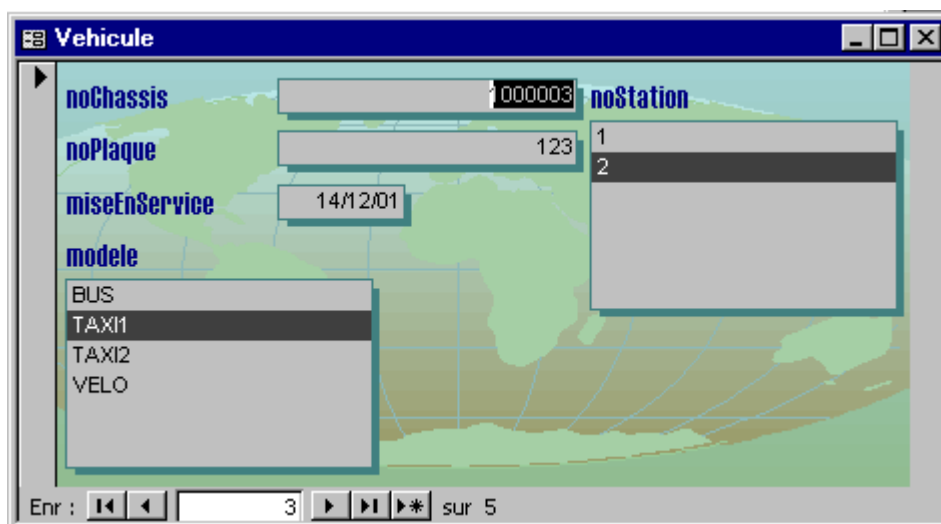 Vehicule
noChassis 1000003
noPlaque 123
miseEnService 14/12/01
modele
BUS
TAXI1
TAXI2
VELO
noStation
1
2
Enr : 3 sur 5